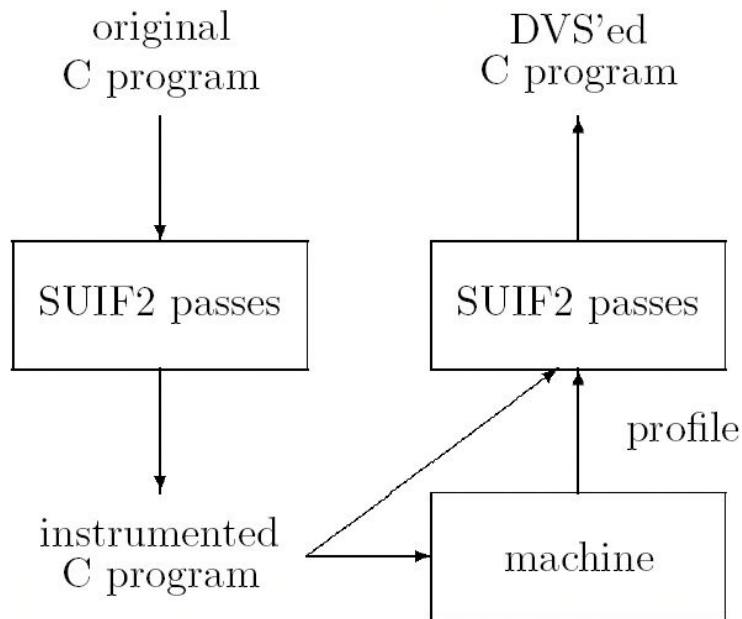 original
C program
DVS'ed
C program
SUIF2 passes
SUIF2 passes
profile
instrumented
C program
machine